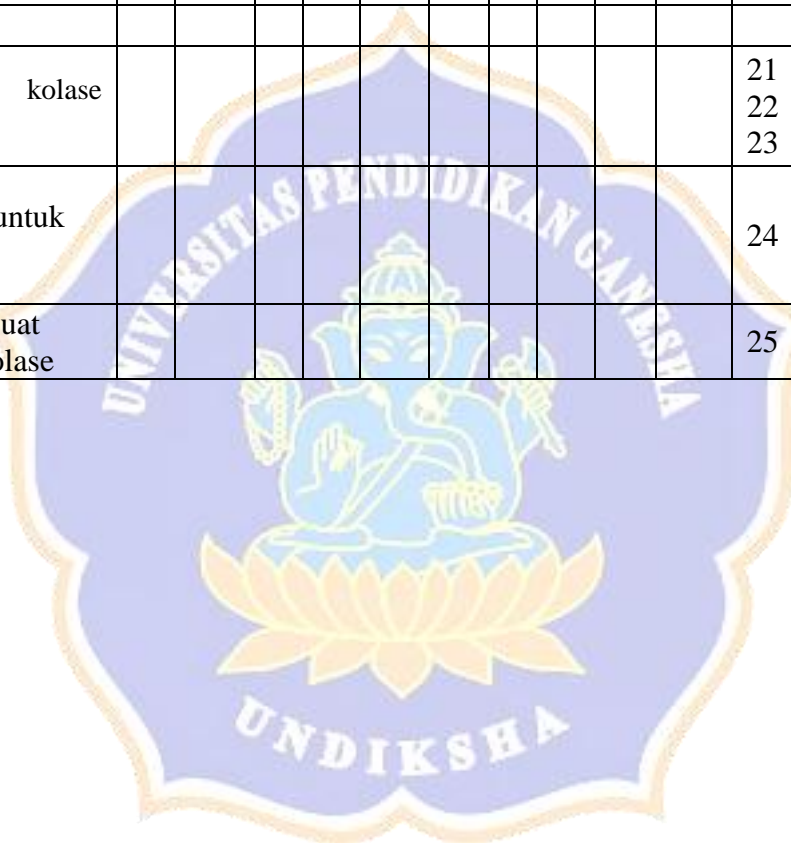 kolase
21
22
23
untuk
24
uat
olase
25
UNIVERSITAS PENDIDIKAN GANESHA
UNDIKSHA